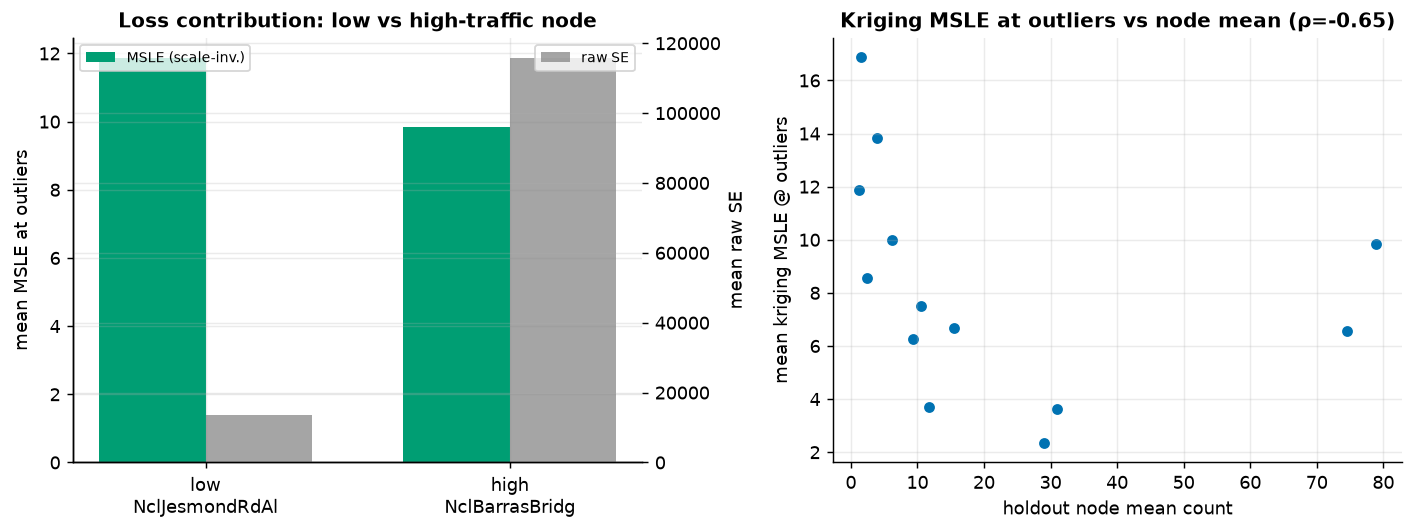 Loss contribution: low vs high-traffic node
MSLE (scale-inv.)
raw SE
mean MSLE at outliers
12
10
8
6
4
2
0
120000
100000
80000
60000
40000
20000
0
mean raw SE
low
NclJesmondRdAl
high
NclBarrasBridg
Kriging MSLE at outliers vs node mean (ρ=-0.65)
mean kriging MSLE @ outliers
16
14
12
10
8
6
4
2
0 10 20 30 40 50 60 70 80
holdout node mean count